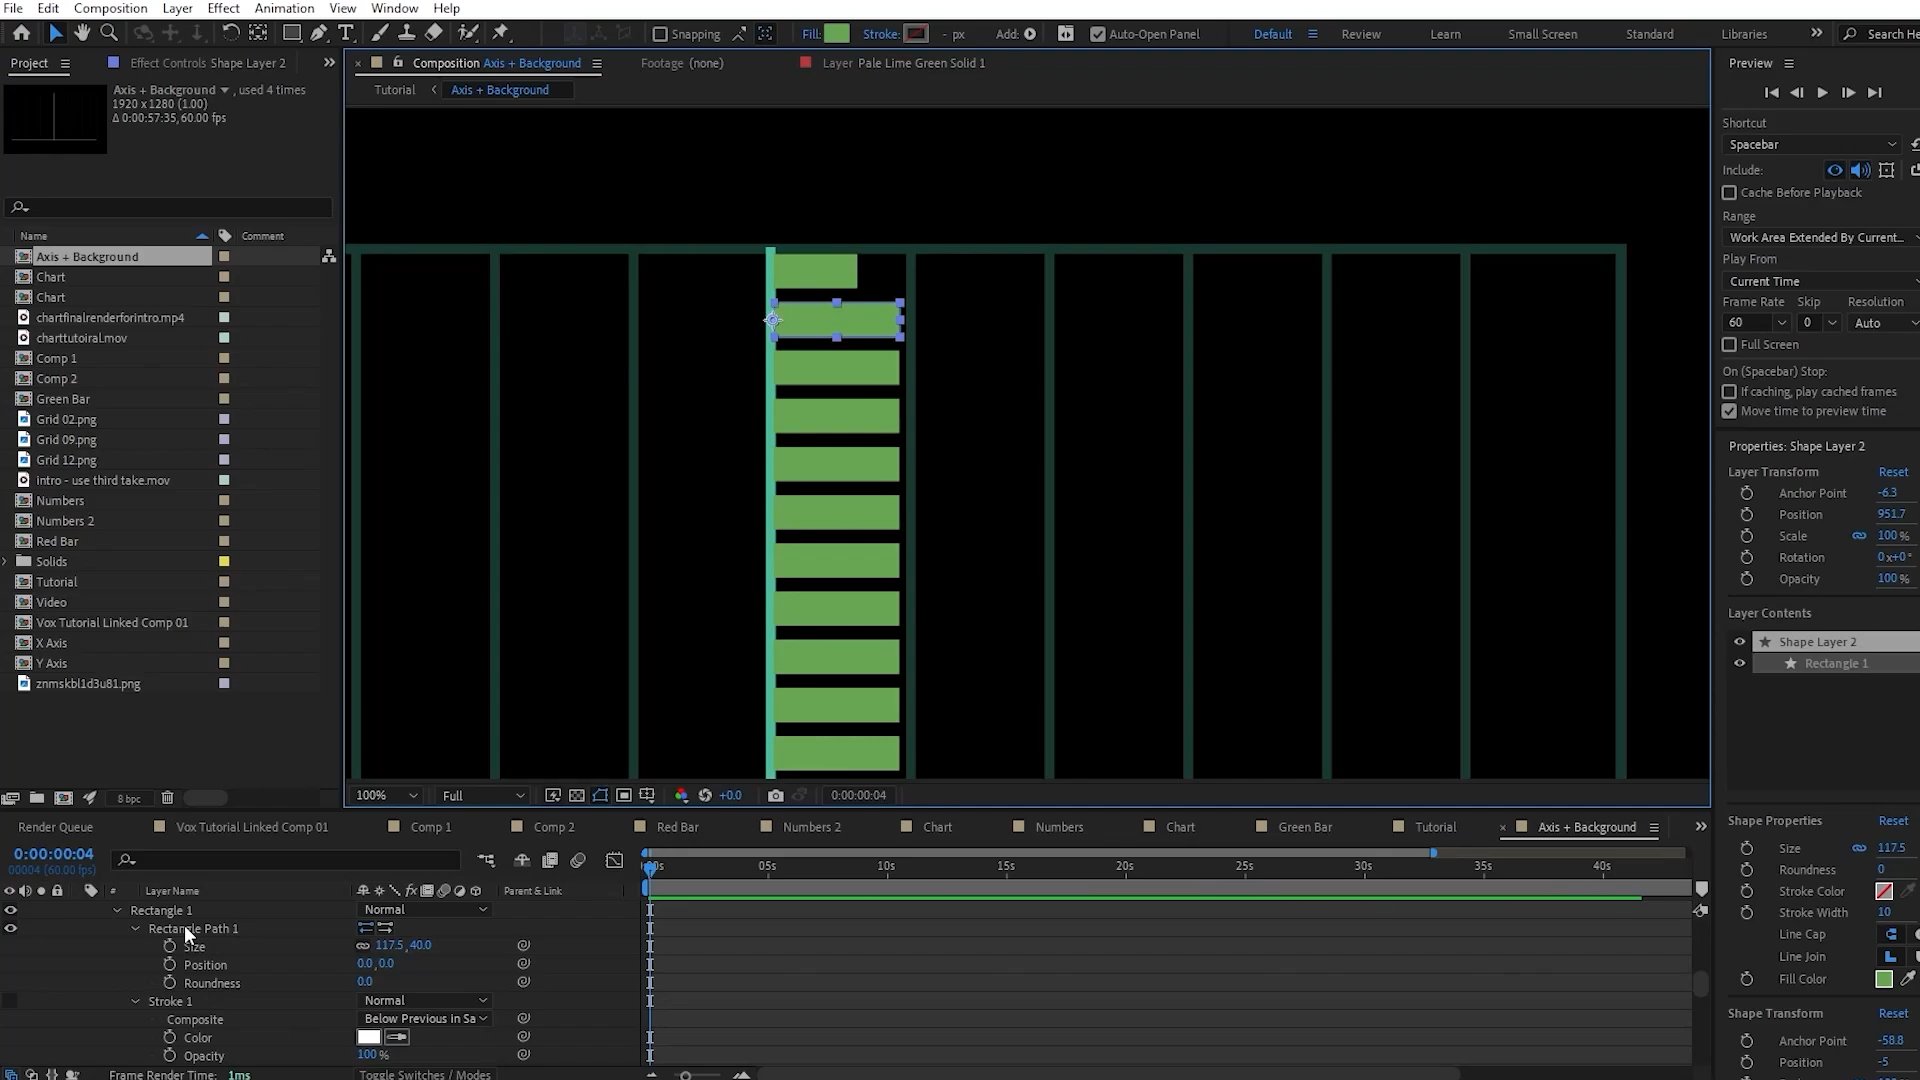 File Edit Composition Layer Effect Animation View Window Help
Snapping Fill: Stroke: - px Add: Auto-Open Panel Default Review Learn Small Screen Standard Libraries Search He
Project Effect Controls Shape Layer 2 Composition Axis + Background Footage (none) Layer Pale Lime Green Solid 1 Preview
Tutorial Axis + Background
Axis + Background , used 4 times
1920 x 1280 (1.00)
Δ 0:00:57:35, 60.00 fps
Name Comment
Axis + Background
Chart
Chart
chartfinalrenderforintro.mp4
charttutoiral.mov
Comp 1
Comp 2
Green Bar
Grid 02.png
Grid 09.png
Grid 12.png
intro - use third take.mov
Numbers
Numbers 2
Red Bar
Solids
Tutorial
Video
Vox Tutorial Linked Comp 01
X Axis
Y Axis
znmskbl1d3u81.png
8 bpc
100% Full +0.0 0:00:00:04
Shortcut
Spacebar
Include:
Cache Before Playback
Range
Work Area Extended By Current...
Play From
Current Time
Frame Rate Skip Resolution
60 0 Auto
Full Screen
On (Spacebar) Stop:
If caching, play cached frames
Move time to preview time
Properties: Shape Layer 2
Layer Transform Reset
Anchor Point -6.3
Position 951.7
Scale 100 %
Rotation 0x+0°
Opacity 100 %
Layer Contents
Shape Layer 2
Rectangle 1
Shape Properties Reset
Size 117.5
Roundness 0
Stroke Color
Stroke Width 10
Line Cap
Line Join
Fill Color
Shape Transform Reset
Anchor Point -58.8
Position -5
Render Queue Vox Tutorial Linked Comp 01 Comp 1 Comp 2 Red Bar Numbers 2 Chart Numbers Chart Green Bar Tutorial Axis + Background
0:00:00:04
00004 (60.00 fps)
05s 10s 15s 20s 25s 30s 35s 40s
# Layer Name fx Parent & Link
Rectangle 1 Normal
Rectangle Path 1
Size 117.5, 40.0
Position 0.0, 0.0
Roundness 0.0
Stroke 1 Normal
Composite Below Previous in Sa
Color
Opacity 100 %
Frame Render Time: 1ms Toggle Switches / Modes